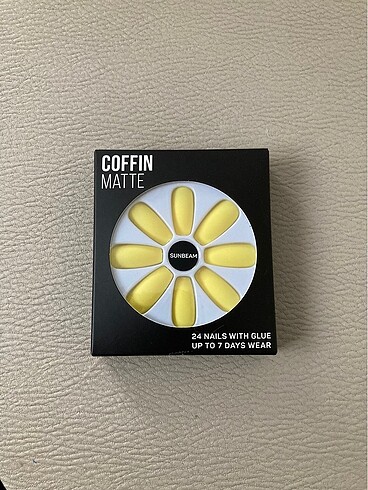 COFFIN
MATTE
SUNBEAM
24 NAILS WITH GLUE
UP TO 7 DAYS WEAR